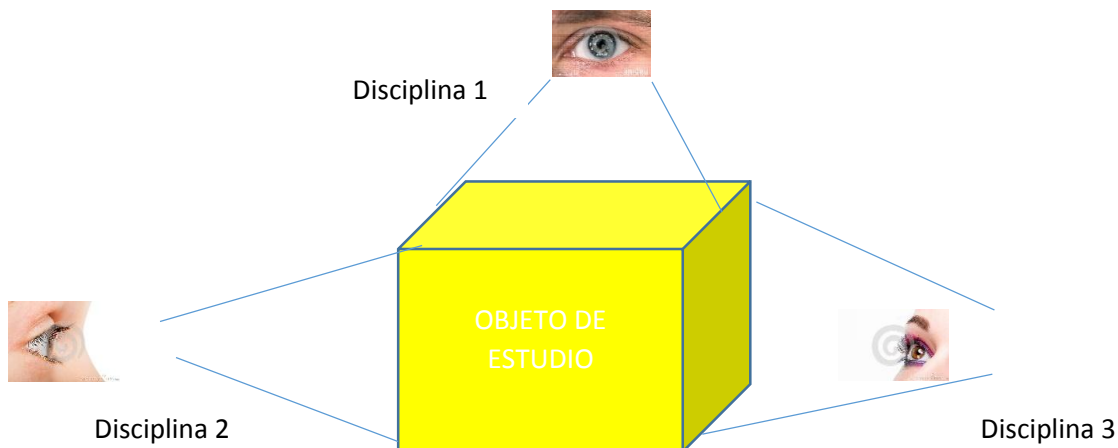 Disciplina 1
OBJETO DE
ESTUDIO
Disciplina 2
Disciplina 3